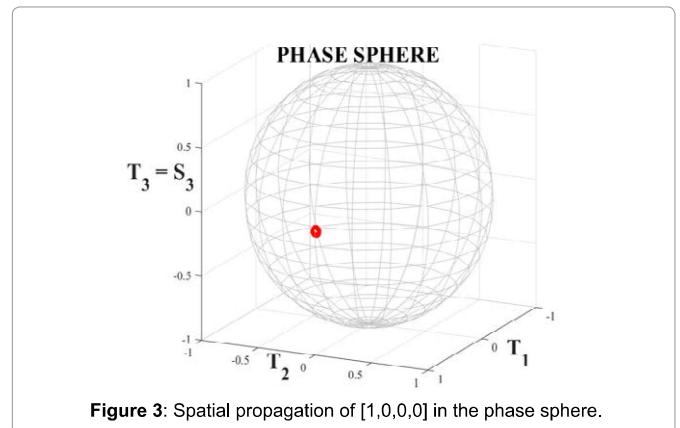 PHASE SPHERE
1
0.5
T3 = S3
0
-0.5
-1
-1
-0.5
T2
0
0.5
1
1
0
T1
-1
Figure 3: Spatial propagation of [1,0,0,0] in the phase sphere.